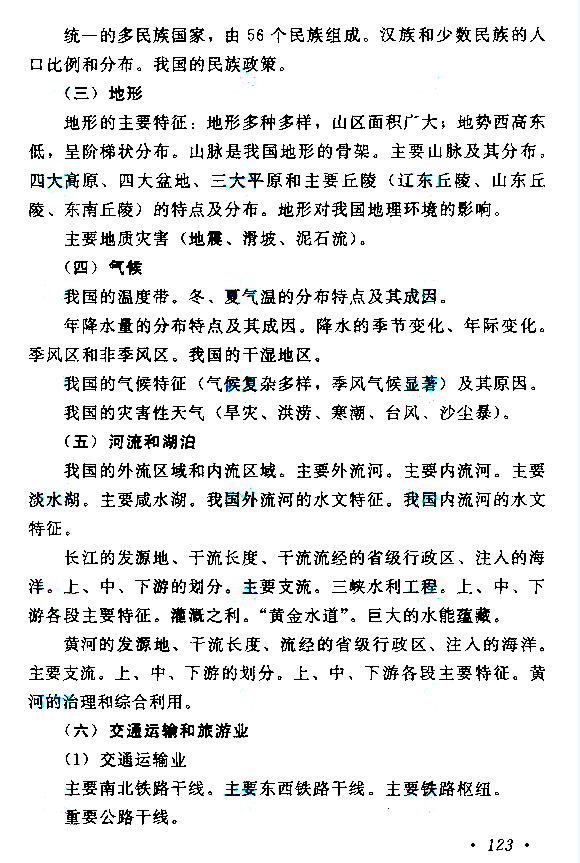 统一的多民族国家，由 56 个民族组成。汉族和少数民族的人
口比例和分布。我国的民族政策。
（三）地形
地形的主要特征：地形多种多样，山区面积广大；地势西高东
低，呈阶梯状分布。山脉是我国地形的骨架。主要山脉及其分布。
四大高原、四大盆地、三大平原和主要丘陵（辽东丘陵、山东丘
陵、东南丘陵）的特点及分布。地形对我国地理环境的影响。
主要地质灾害（地震、滑坡、泥石流）。
（四）气候
我国的温度带。冬、夏气温的分布特点及其成因。
年降水量的分布特点及其成因。降水的季节变化、年际变化。
季风区和非季风区。我国的干湿地区。
我国的气候特征（气候复杂多样，季风气候显著）及其原因。
我国的灾害性天气（旱灾、洪涝、寒潮、台风、沙尘暴）。
（五）河流和湖泊
我国的外流区域和内流区域。主要外流河。主要内流河。主要
淡水湖。主要咸水湖。我国外流河的水文特征。我国内流河的水文
特征。
长江的发源地、干流长度、干流流经的省级行政区、注入的海
洋。上、中、下游的划分。主要支流。三峡水利工程。上、中、下
游各段主要特征。灌溉之利。“黄金水道”。巨大的水能蕴藏。
黄河的发源地、干流长度、流经的省级行政区、注入的海洋。
主要支流。上、中、下游的划分。上、中、下游各段主要特征。黄
河的治理和综合利用。
（六）交通运输和旅游业
（1）交通运输业
主要南北铁路干线。主要东西铁路干线。主要铁路枢纽。
重要公路干线。
· 123 ·